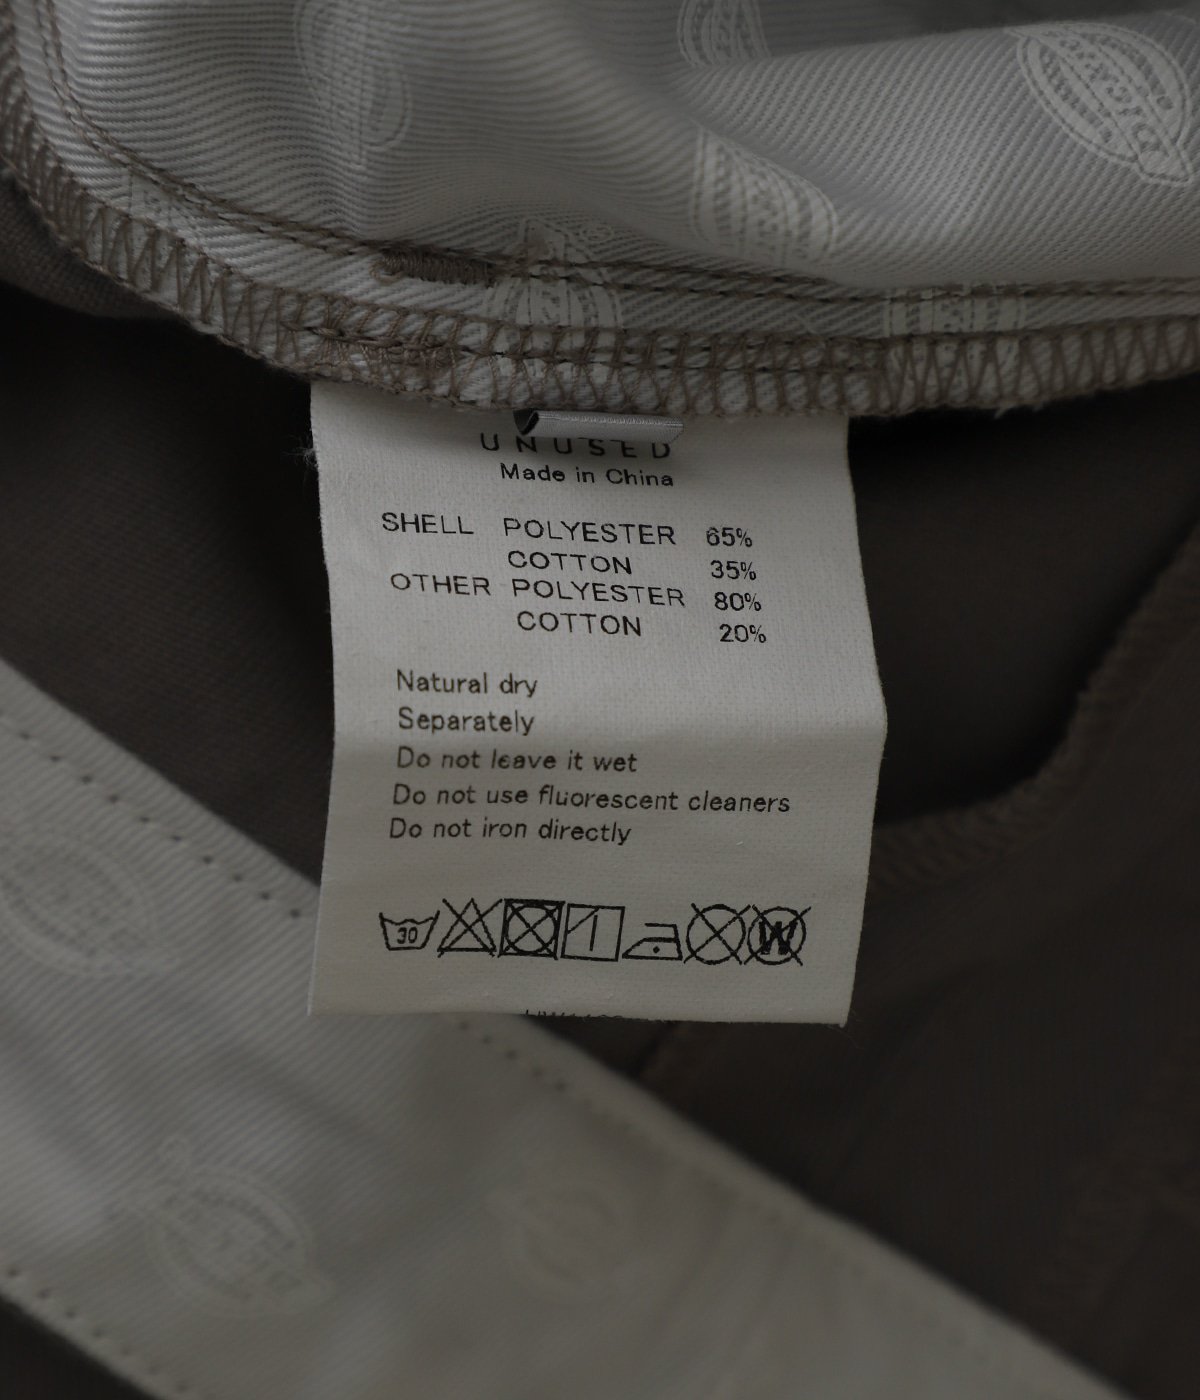 DICKIES
UNUSED
Made in China
SHELL POLYESTER 65%
COTTON 35%
OTHER POLYESTER 80%
COTTON 20%
Natural dry
Separately
Do not leave it wet
Do not use fluorescent cleaners
Do not iron directly
30 W